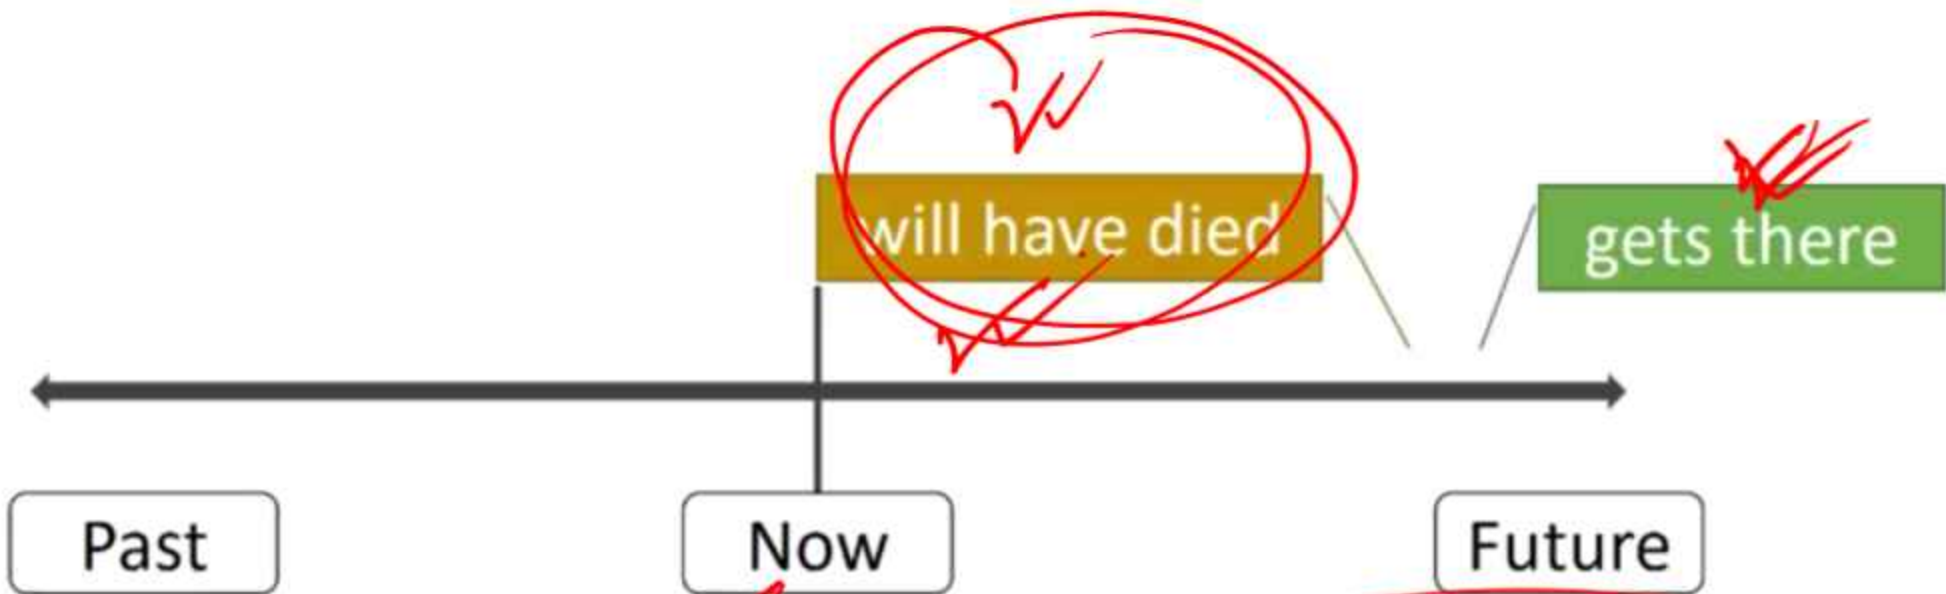 will have died
gets there
Past
Now
Future